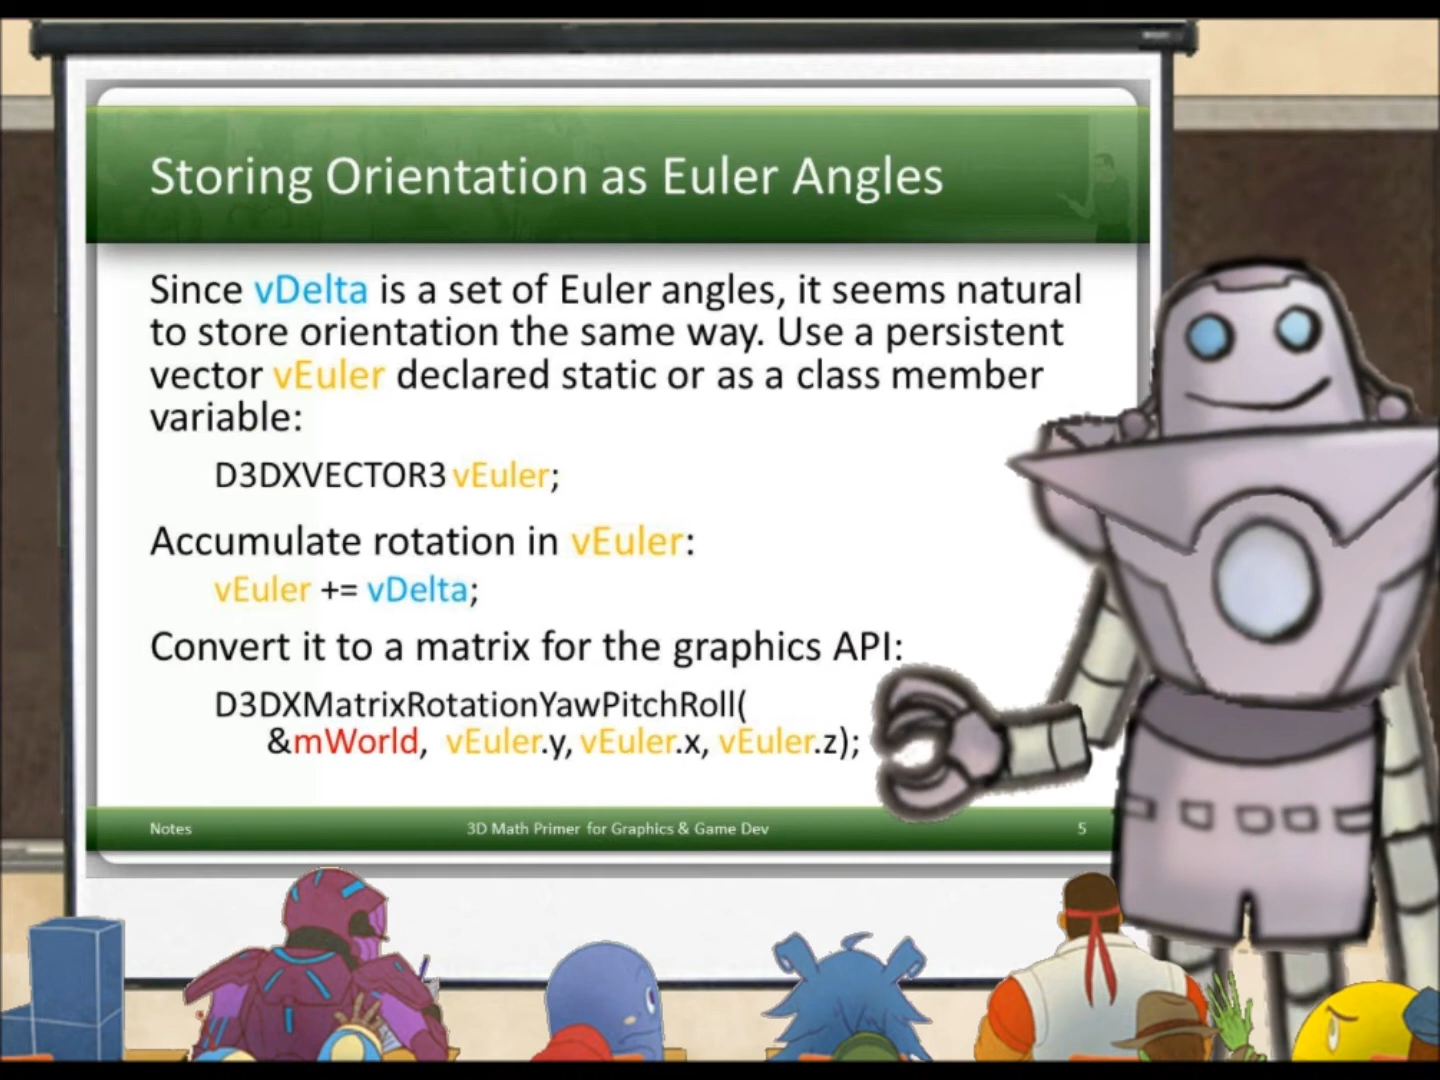 Storing Orientation as Euler Angles
Since vDelta is a set of Euler angles, it seems natural
to store orientation the same way. Use a persistent
vector vEuler declared static or as a class member
variable:
D3DXVECTOR3 vEuler;
Accumulate rotation in vEuler:
vEuler += vDelta;
Convert it to a matrix for the graphics API:
D3DXMatrixRotationYawPitchRoll(
&mWorld, vEuler.y, vEuler.x, vEuler.z);
Notes 3D Math Primer for Graphics & Game Dev 5